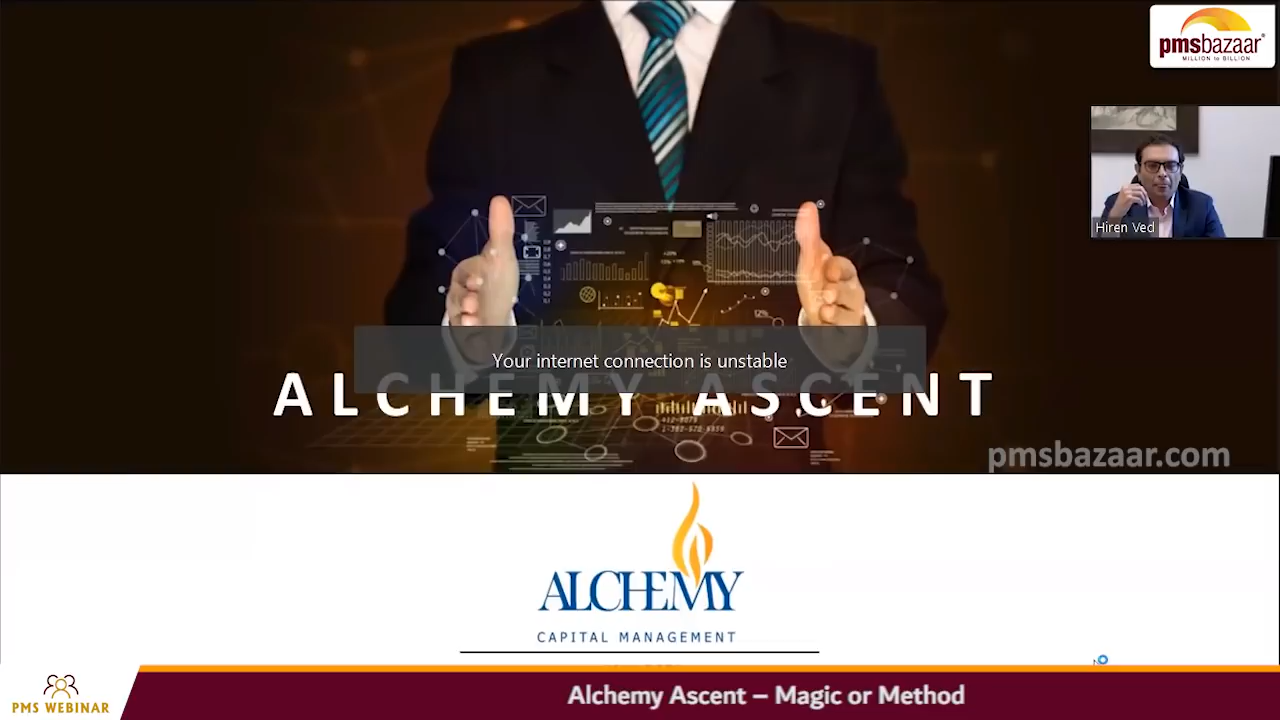 pmsbazaar®
MILLION to BILLION
Hiren Ved
Your internet connection is unstable
ALCHEMY ASCENT
pmsbazaar.com
ALCHEMY
CAPITAL MANAGEMENT
PMS WEBINAR
Alchemy Ascent – Magic or Method